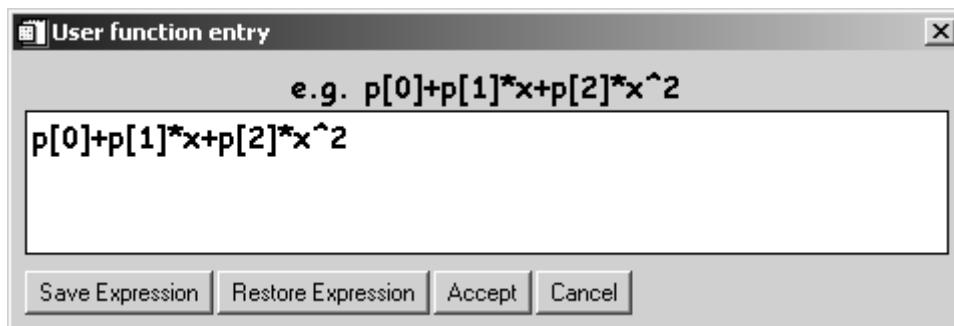 User function entry
e.g. p[0]+p[1]*x+p[2]*x^2
p[0]+p[1]*x+p[2]*x^2
Save Expression Restore Expression Accept Cancel